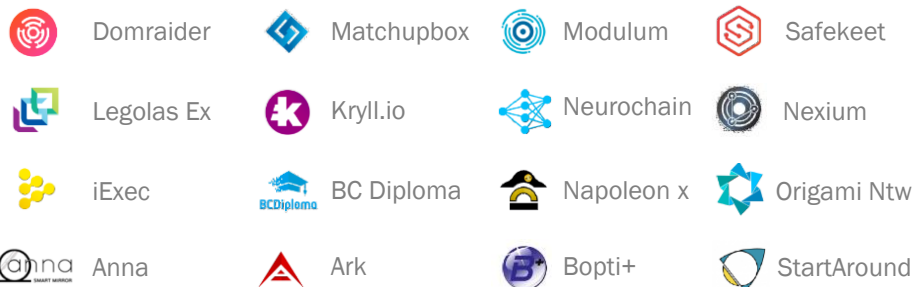 Domraider
Matchupbox
Modulum
Safekeet
Legolas Ex
Kryll.io
Neurochain
Nexium
iExec
BCDiploma
BC Diploma
Napoleon x
Origami Ntw
anna
SMART MIRROR
Anna
Ark
B+
Bopti+
StartAround